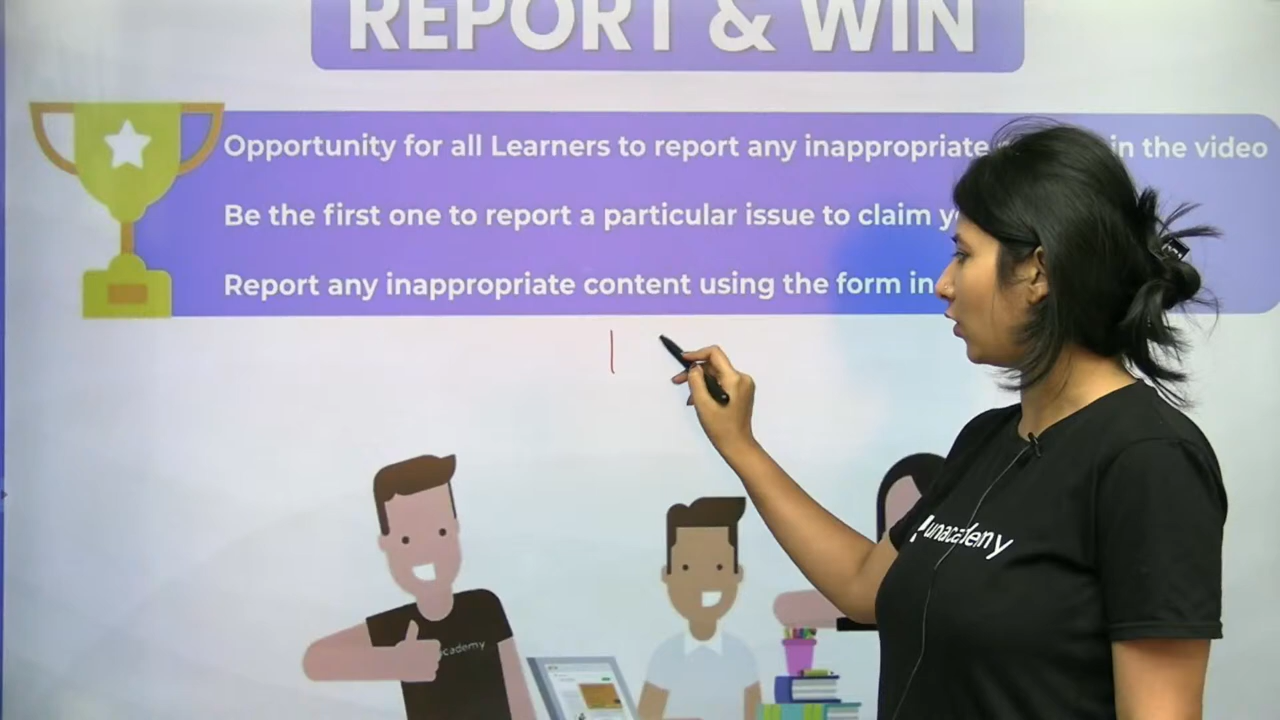 REPORT & WIN
Opportunity for all Learners to report any inappropriate in the video
Be the first one to report a particular issue to claim
Report any inappropriate content using the form in
unacademy
cademy